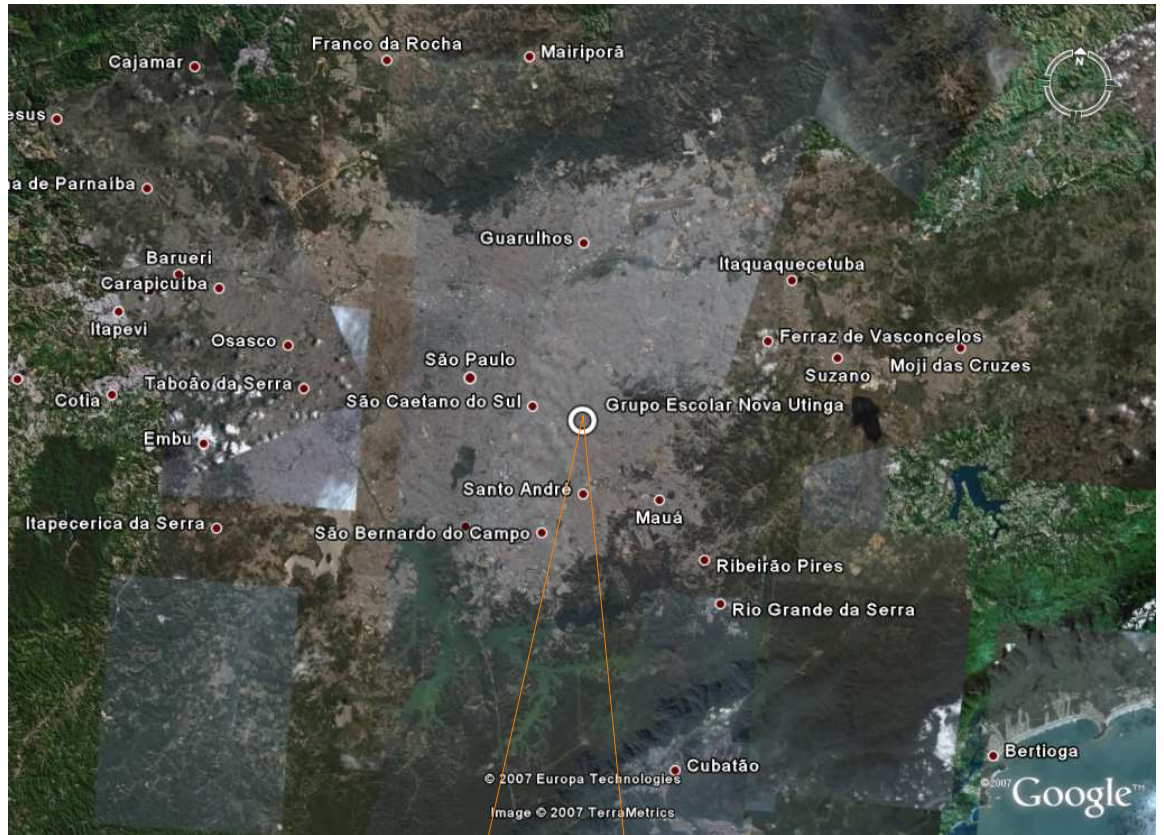 Franco da Rocha
Mairiporã
Cajamar
N
esus
na de Parnaiba
Guarulhos
Barueri
Itaquaquecetuba
Carapicuiba
Itapevi
Osasco
Ferraz de Vasconcelos
São Paulo
Moji das Cruzes
Suzano
Taboão da Serra
Cotia
São Caetano do Sul
Grupo Escolar Nova Utinga
Embu
Santo André
Mauá
Itapecerica da Serra
São Bernardo do Campo
Ribeirão Pires
Rio Grande da Serra
Bertioga
Cubatão
© 2007 Europa Technologies
©2007 Google™
Image © 2007 TerraMetrics